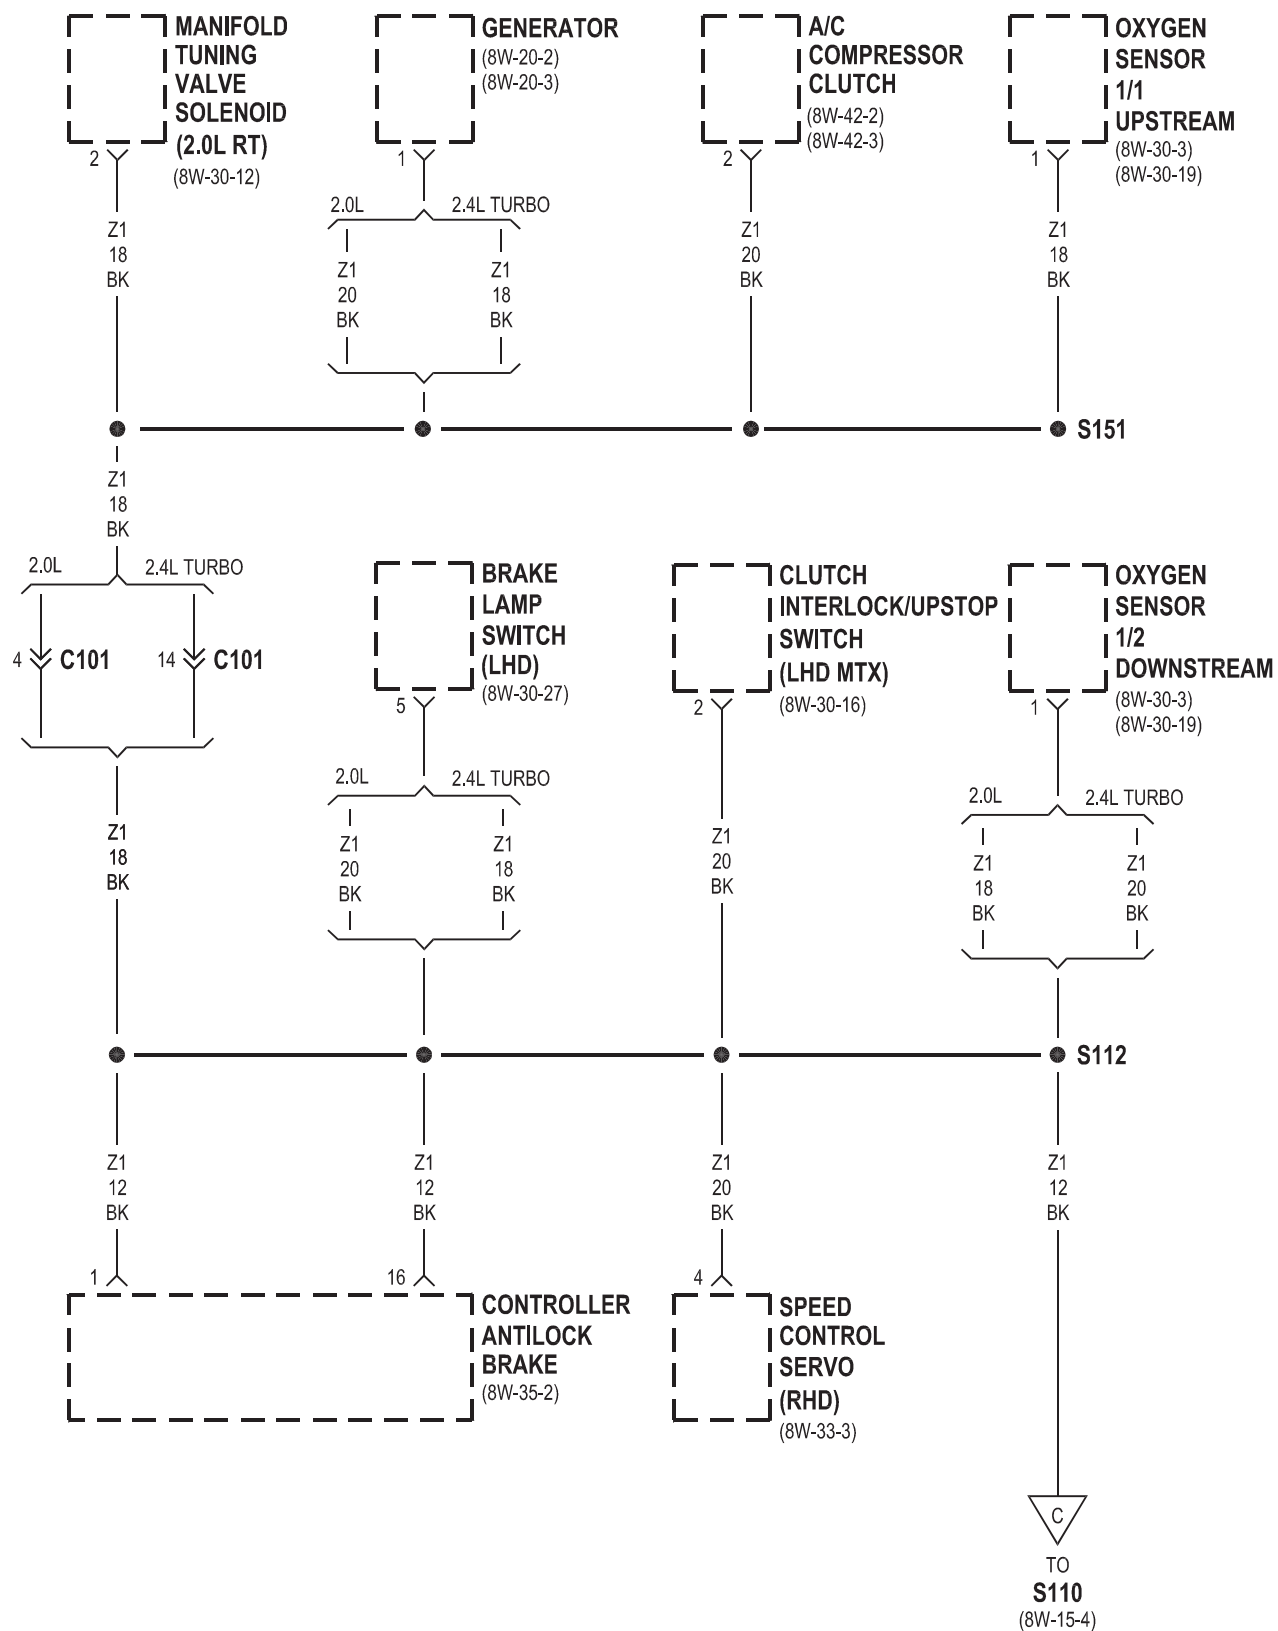 MANIFOLD
TUNING
VALVE
SOLENOID
(2.0L RT)
(8W-30-12)
2
Z1
18
BK
GENERATOR
(8W-20-2)
(8W-20-3)
1
2.0L
2.4L TURBO
Z1
20
BK
Z1
18
BK
A/C
COMPRESSOR
CLUTCH
(8W-42-2)
(8W-42-3)
2
Z1
20
BK
OXYGEN
SENSOR
1/1
UPSTREAM
(8W-30-3)
(8W-30-19)
1
Z1
18
BK
S151
Z1
18
BK
2.0L
2.4L TURBO
4
C101
14
C101
Z1
18
BK
BRAKE
LAMP
SWITCH
(LHD)
(8W-30-27)
5
2.0L
2.4L TURBO
Z1
20
BK
Z1
18
BK
CLUTCH
INTERLOCK/UPSTOP
SWITCH
(LHD MTX)
(8W-30-16)
2
Z1
20
BK
OXYGEN
SENSOR
1/2
DOWNSTREAM
(8W-30-3)
(8W-30-19)
1
2.0L
2.4L TURBO
Z1
18
BK
Z1
20
BK
S112
Z1
12
BK
1
Z1
12
BK
16
CONTROLLER
ANTILOCK
BRAKE
(8W-35-2)
Z1
20
BK
4
SPEED
CONTROL
SERVO
(RHD)
(8W-33-3)
Z1
12
BK
C
TO
S110
(8W-15-4)